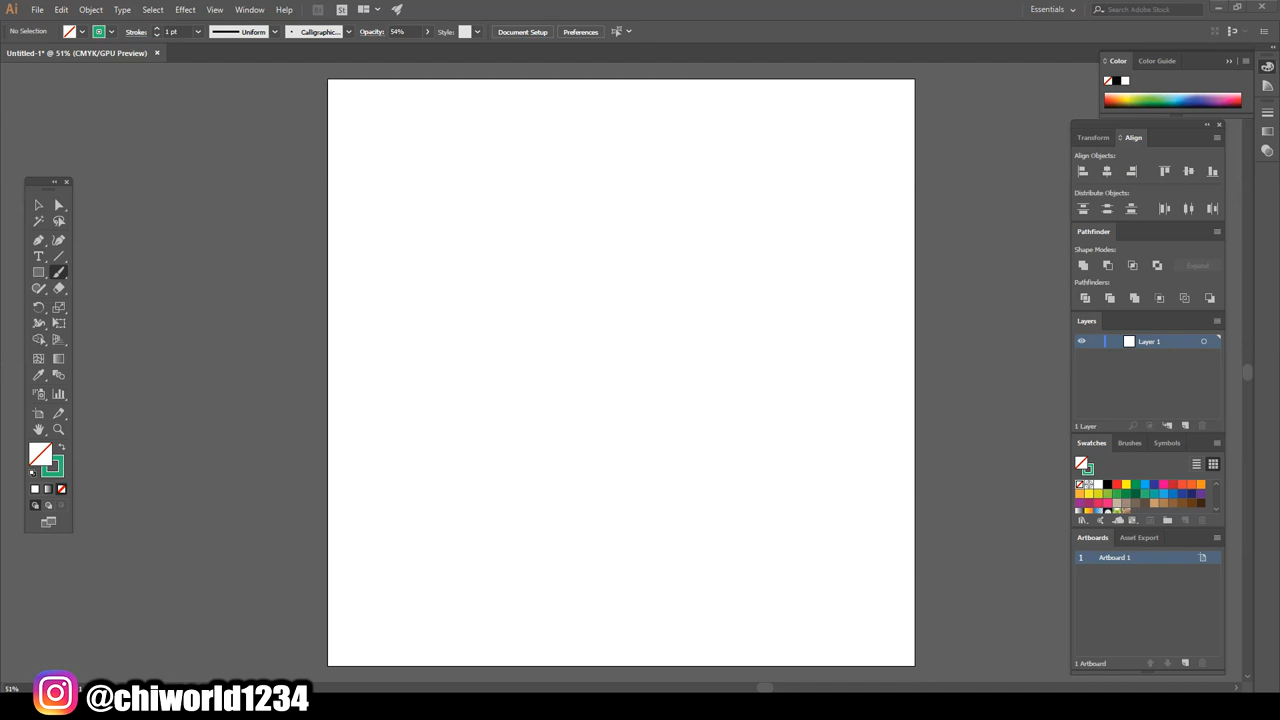 Ai File Edit Object Type Select Effect View Window Help Br St Essentials Search Adobe Stock
No Selection Stroke: 1 pt Uniform Calligraphic... Opacity: 54% Style: Document Setup Preferences
Untitled-1* @ 51% (CMYK/GPU Preview)
Color Color Guide
Transform Align
Align Objects:
Distribute Objects:
Pathfinder
Shape Modes:
Expand
Pathfinders:
Layers
Layer 1
1 Layer
Swatches Brushes Symbols
Artboards Asset Export
1 Artboard 1
1 Artboard
51%
@chiworld1234